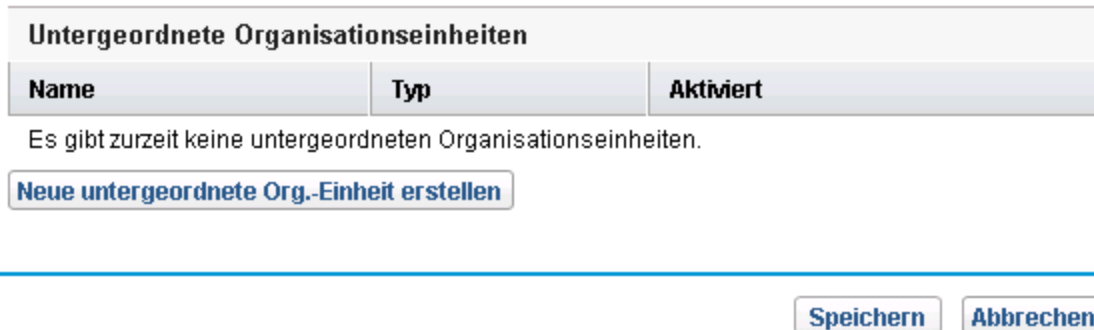 Untergeordnete Organisationseinheiten
Name Typ Aktiviert
Es gibt zurzeit keine untergeordneten Organisationseinheiten.
Neue untergeordnete Org.-Einheit erstellen
Speichern Abbrechen